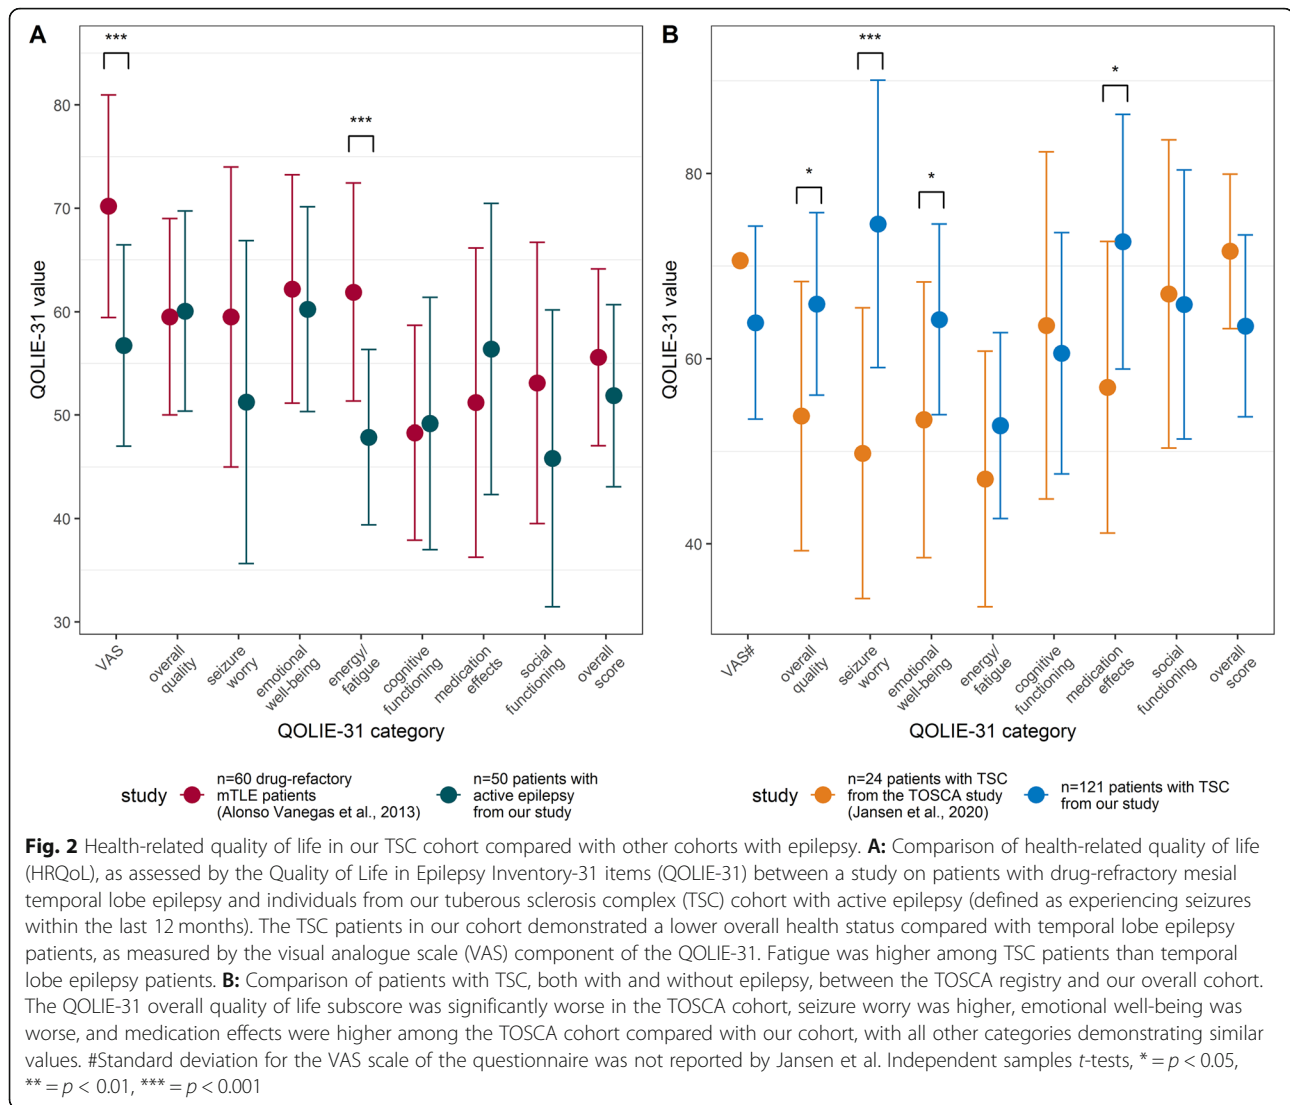 A
***
***
80
70
60
50
40
30
QOLIE-31 value
VAS
overall
quality
seizure
worry
emotional
well-being
energy/
fatigue
cognitive
functioning
medication
effects
social
functioning
overall
score
QOLIE-31 category
study
n=60 drug-refactory
mTLE patients
(Alonso Vanegas et al., 2013)
n=50 patients with
active epilepsy
from our study
B
***
*
*
*
80
60
40
QOLIE-31 value
VAS#
overall
quality
seizure
worry
emotional
well-being
energy/
fatigue
cognitive
functioning
medication
effects
social
functioning
overall
score
QOLIE-31 category
study
n=24 patients with TSC
from the TOSCA study
(Jansen et al., 2020)
n=121 patients with TSC
from our study
Fig. 2 Health-related quality of life in our TSC cohort compared with other cohorts with epilepsy. A: Comparison of health-related quality of life
(HRQoL), as assessed by the Quality of Life in Epilepsy Inventory-31 items (QOLIE-31) between a study on patients with drug-refractory mesial
temporal lobe epilepsy and individuals from our tuberous sclerosis complex (TSC) cohort with active epilepsy (defined as experiencing seizures
within the last 12 months). The TSC patients in our cohort demonstrated a lower overall health status compared with temporal lobe epilepsy
patients, as measured by the visual analogue scale (VAS) component of the QOLIE-31. Fatigue was higher among TSC patients than temporal
lobe epilepsy patients. B: Comparison of patients with TSC, both with and without epilepsy, between the TOSCA registry and our overall cohort.
The QOLIE-31 overall quality of life subscore was significantly worse in the TOSCA cohort, seizure worry was higher, emotional well-being was
worse, and medication effects were higher among the TOSCA cohort compared with our cohort, with all other categories demonstrating similar
values. #Standard deviation for the VAS scale of the questionnaire was not reported by Jansen et al. Independent samples t-tests, * = p < 0.05,
** = p < 0.01, *** = p < 0.001